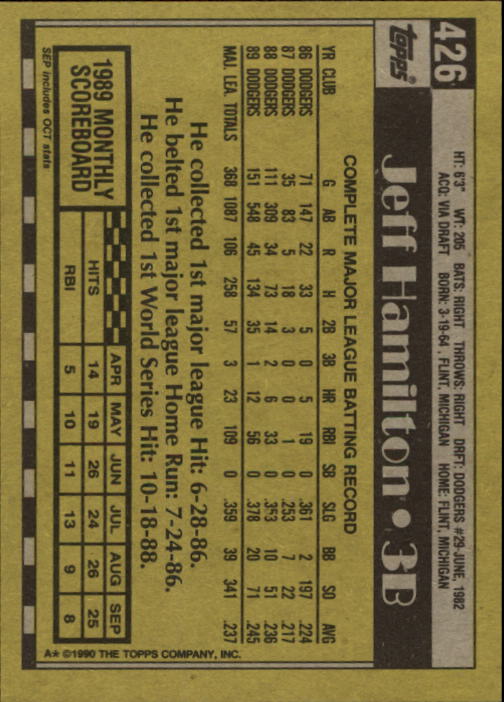 426
Topps
HT: 6'3" WT: 205 BATS: RIGHT THROWS: RIGHT DRFT: DODGERS #29-JUNE, 1982
ACQ: VIA DRAFT BORN: 3-19-64, FLINT, MICHIGAN HOME: FLINT, MICHIGAN
Jeff Hamilton • 3B
COMPLETE MAJOR LEAGUE BATTING RECORD
YR CLUB G AB R H 2B 3B HR RBI SB SLG BB SO AVG
86 DODGERS 71 147 22 33 5 0 5 19 0 .361 2 197 .224
87 DODGERS 35 83 5 18 3 0 0 1 0 .253 7 22 .217
88 DODGERS 111 309 34 73 14 2 6 33 0 .353 10 51 .236
89 DODGERS 151 548 45 134 35 1 12 56 0 .378 20 71 .245
MAJ. LEA. TOTALS 368 1087 106 258 57 3 23 109 0 .359 39 341 .237
He collected 1st major league Hit: 6-28-86.
He belted 1st major league Home Run: 7-24-86.
He collected 1st World Series Hit: 10-18-88.
1989 MONTHLY
SCOREBOARD
APR MAY JUN JUL AUG SEP
HITS 14 19 26 24 26 25
RBI 5 10 11 13 9 8
SEP includes OCT stats
A* ©1990 THE TOPPS COMPANY, INC.